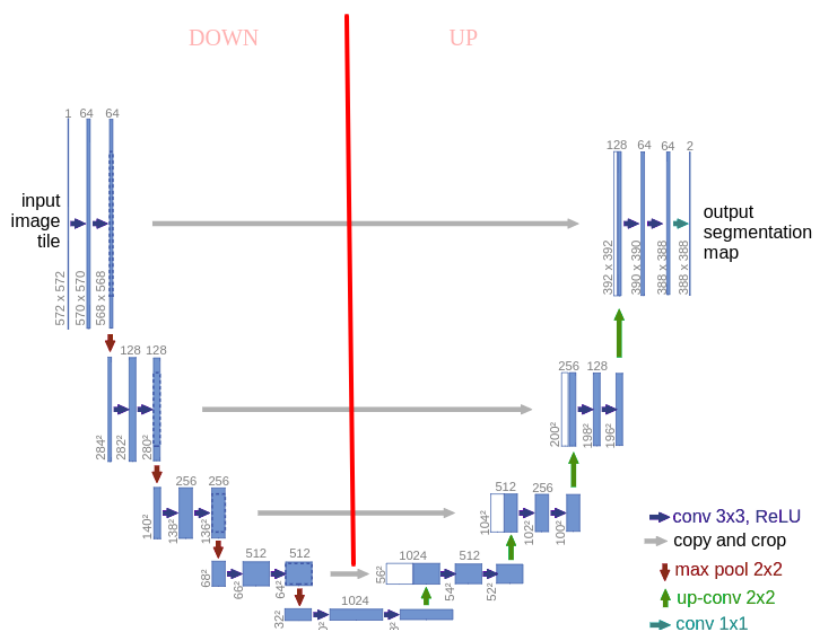 DOWN
UP
1 64 64
128 64 64 2
input
image
tile
output
segmentation
map
572 x 572
570 x 570
568 x 568
392 x 392
390 x 390
388 x 388
388 x 388
128 128
256 128
284²
282²
280²
200²
198²
196²
256 256
512 256
140²
138²
136²
104²
102²
100²
512 512
1024 512
68²
66²
64²
56²
54²
52²
1024
32²
conv 3x3, ReLU
copy and crop
max pool 2x2
up-conv 2x2
conv 1x1